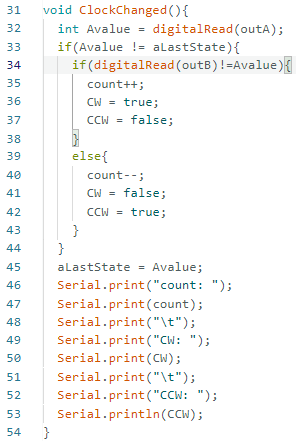 31 void ClockChanged(){
32   int Avalue = digitalRead(outA);
33   if(Avalue != aLastState){
34     if(digitalRead(outB)!=Avalue){
35       count++;
36       CW = true;
37       CCW = false;
38     }
39     else{
40       count--;
41       CW = false;
42       CCW = true;
43     }
44   }
45   aLastState = Avalue;
46   Serial.print("count: ");
47   Serial.print(count);
48   Serial.print("\t");
49   Serial.print("CW: ");
50   Serial.print(CW);
51   Serial.print("\t");
52   Serial.print("CCW: ");
53   Serial.println(CCW);
54 }